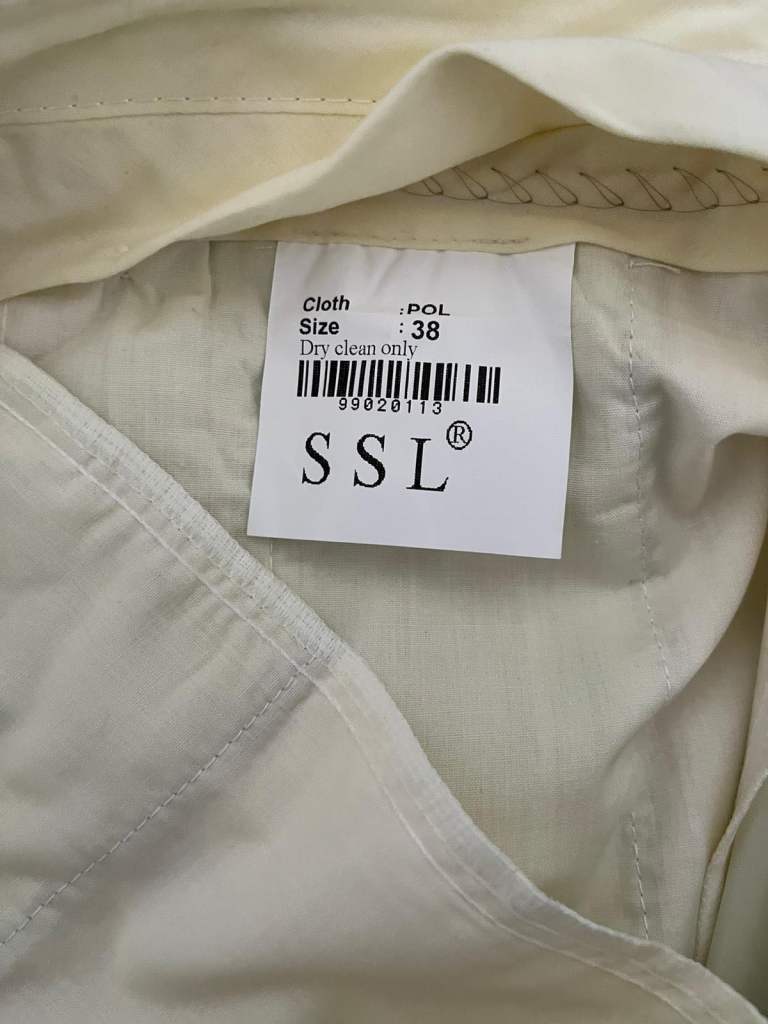 Cloth : POL
Size : 38
Dry clean only
99020113
SSL®